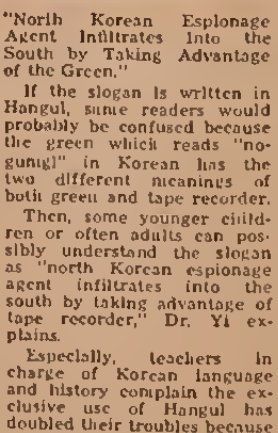 "North Korean Espionage
Agent Infiltrates Into the
South by Taking Advantage
of the Green."
If the slogan is written in
Hangul, some readers would
probably be confused because
the green which reads "no-
gumgi" in Korean has the
two different meanings of
both green and tape recorder.
Then, some younger child-
ren or often adults can pos-
sibly understand the slogan
as "north Korean espionage
agent infiltrates into the
south by taking advantage of
tape recorder," Dr. Yi ex-
plains.
Especially, teachers in
charge of Korean language
and history complain the ex-
clusive use of Hangul has
doubled their troubles because